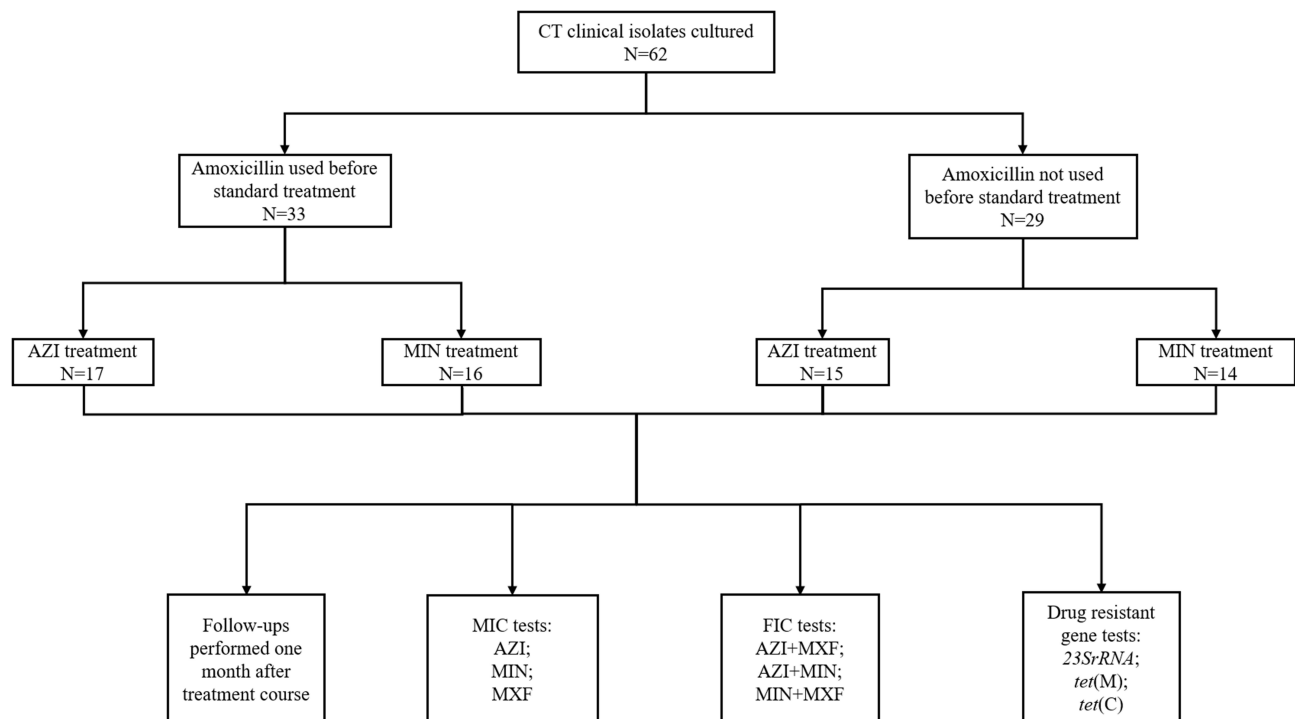 CT clinical isolates cultured
N=62
Amoxicillin used before
standard treatment
N=33
Amoxicillin not used
before standard treatment
N=29
AZI treatment
N=17
MIN treatment
N=16
AZI treatment
N=15
MIN treatment
N=14
Follow-ups
performed one
month after
treatment course
MIC tests:
AZI;
MIN;
MXF
FIC tests:
AZI+MXF;
AZI+MIN;
MIN+MXF
Drug resistant
gene tests:
23SrRNA;
tet(M);
tet(C)